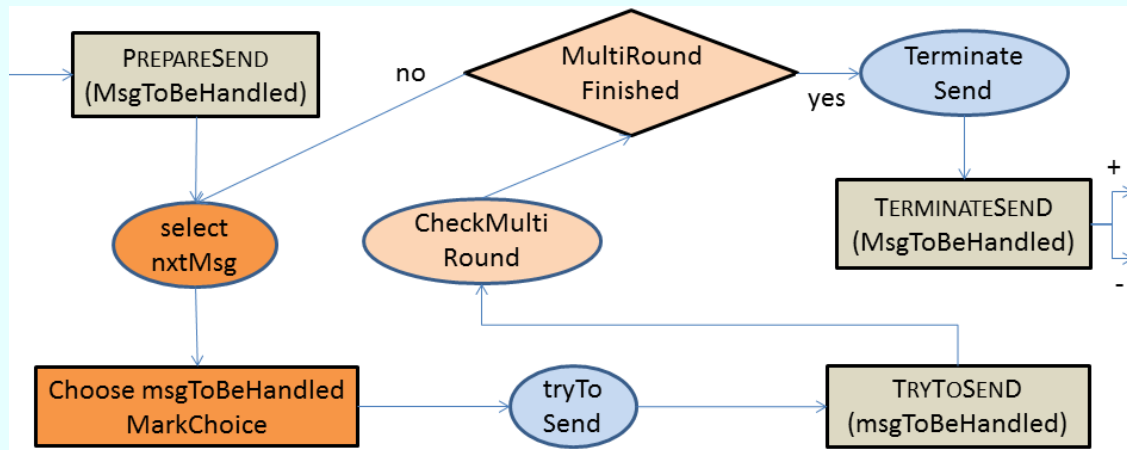 PREPARESEND
(MsgToBeHandled)
no
MultiRound
Finished
yes
Terminate
Send
+
TERMINATESEND
(MsgToBeHandled)
-
select
nxtMsg
CheckMulti
Round
Choose msgToBeHandled
MarkChoice
tryTo
Send
TRYTOSEND
(msgToBeHandled)